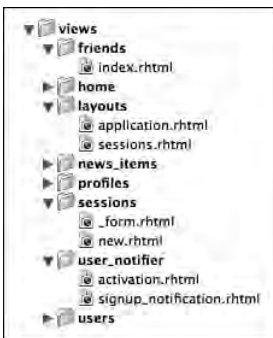 views
friends
index.rhtml
home
layouts
application.rhtml
sessions.rhtml
news_items
profiles
sessions
_form.rhtml
new.rhtml
user_notifier
activation.rhtml
signup_notification.rhtml
users